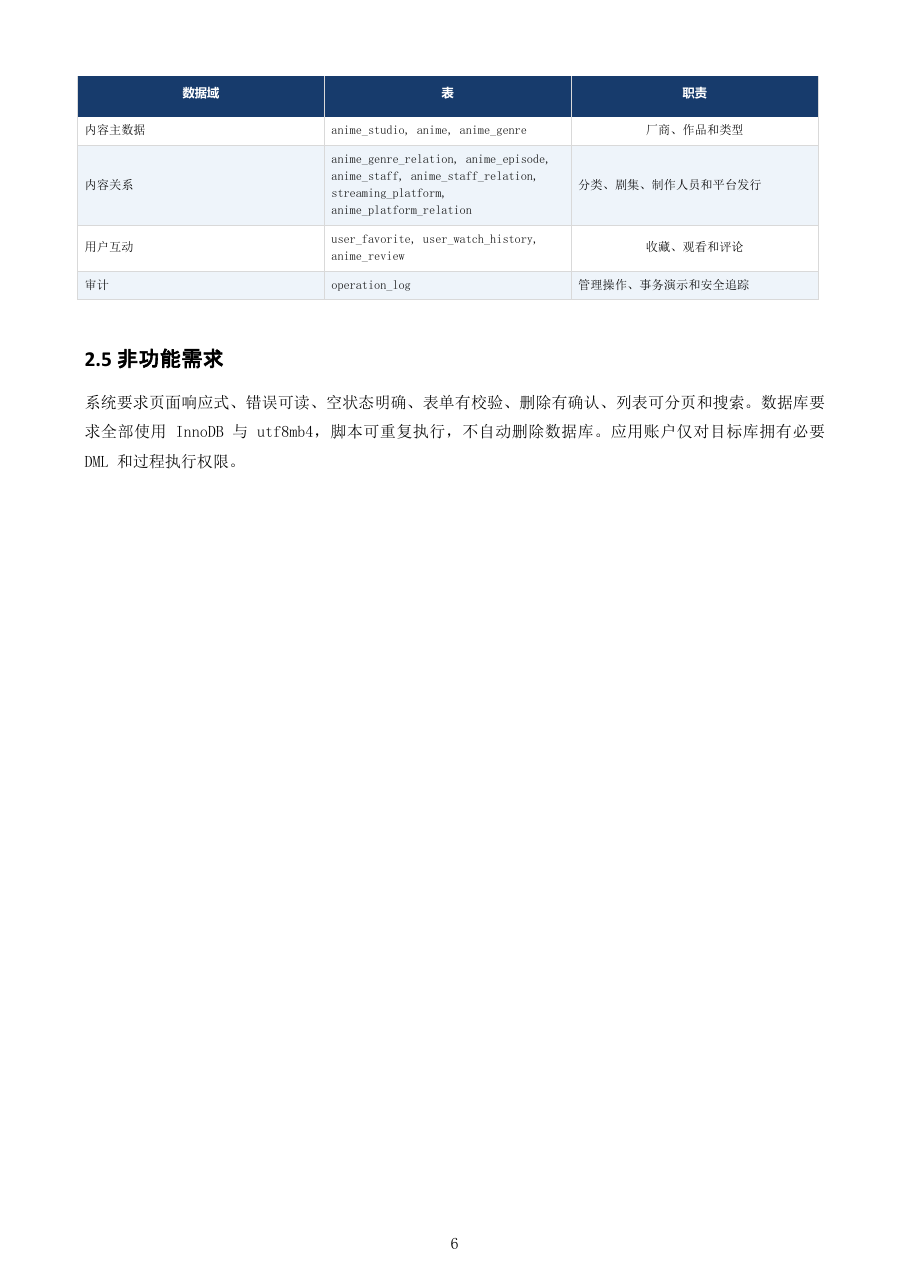 数据域 表 职责
内容主数据 anime_studio, anime, anime_genre 厂商、作品和类型
内容关系 anime_genre_relation, anime_episode,
anime_staff, anime_staff_relation,
streaming_platform,
anime_platform_relation 分类、剧集、制作人员和平台发行
用户互动 user_favorite, user_watch_history,
anime_review 收藏、观看和评论
审计 operation_log 管理操作、事务演示和安全追踪
2.5 非功能需求
系统要求页面响应式、错误可读、空状态明确、表单有校验、删除有确认、列表可分页和搜索。数据库要
求全部使用 InnoDB 与 utf8mb4，脚本可重复执行，不自动删除数据库。应用账户仅对目标库拥有必要
DML 和过程执行权限。
6